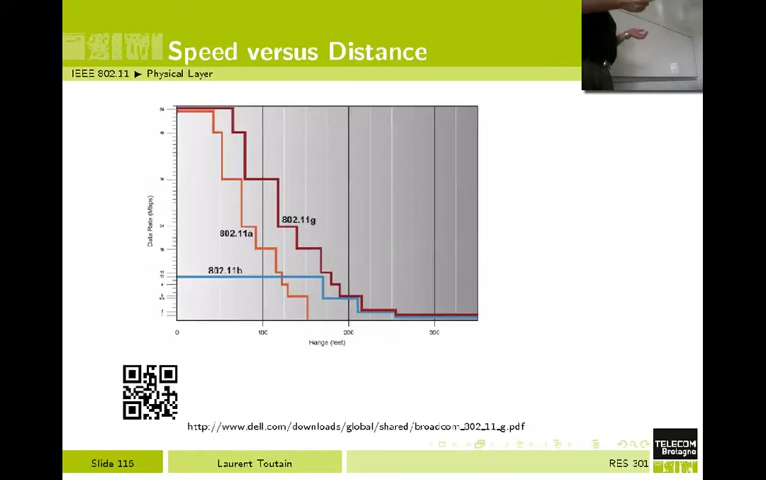 Speed versus Distance
IEEE 802.11 ▶ Physical Layer
Data Rate (Mbps)
802.11g
802.11a
802.11b
0
100
200
300
Range (feet)
http://www.dell.com/downloads/global/shared/broadcom_802_11_g.pdf
TELECOM
Bretagne
Slide 116
Laurent Toutain
RES 301